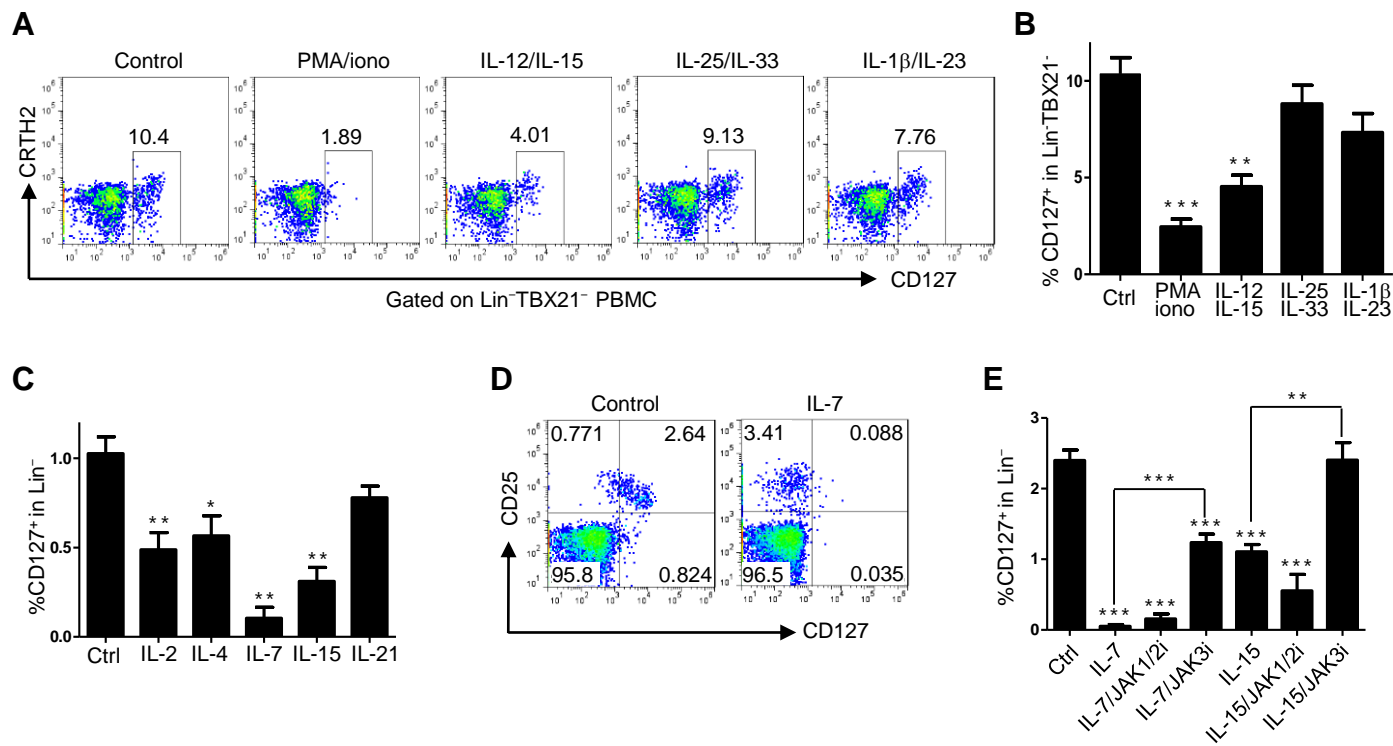 A
Control
PMA/iono
IL-12/IL-15
IL-25/IL-33
IL-1β/IL-23
CRTH2
10.4
1.89
4.01
9.13
7.76
CD127
Gated on Lin⁻TBX21⁻ PBMC
B
% CD127⁺ in Lin⁻TBX21⁻
10
5
0
***
**
Ctrl
PMA
iono
IL-12
IL-15
IL-25
IL-33
IL-1β
IL-23
C
%CD127⁺ in Lin⁻
1.0
0.5
0.0
**
*
**
**
Ctrl
IL-2
IL-4
IL-7
IL-15
IL-21
D
Control
IL-7
CD25
0.771
2.64
95.8
0.824
3.41
0.088
96.5
0.035
CD127
E
%CD127⁺ in Lin⁻
3
2
1
0
**
***
***
***
***
***
***
Ctrl
IL-7
IL-7/JAK1/2i
IL-7/JAK3i
IL-15
IL-15/JAK1/2i
IL-15/JAK3i